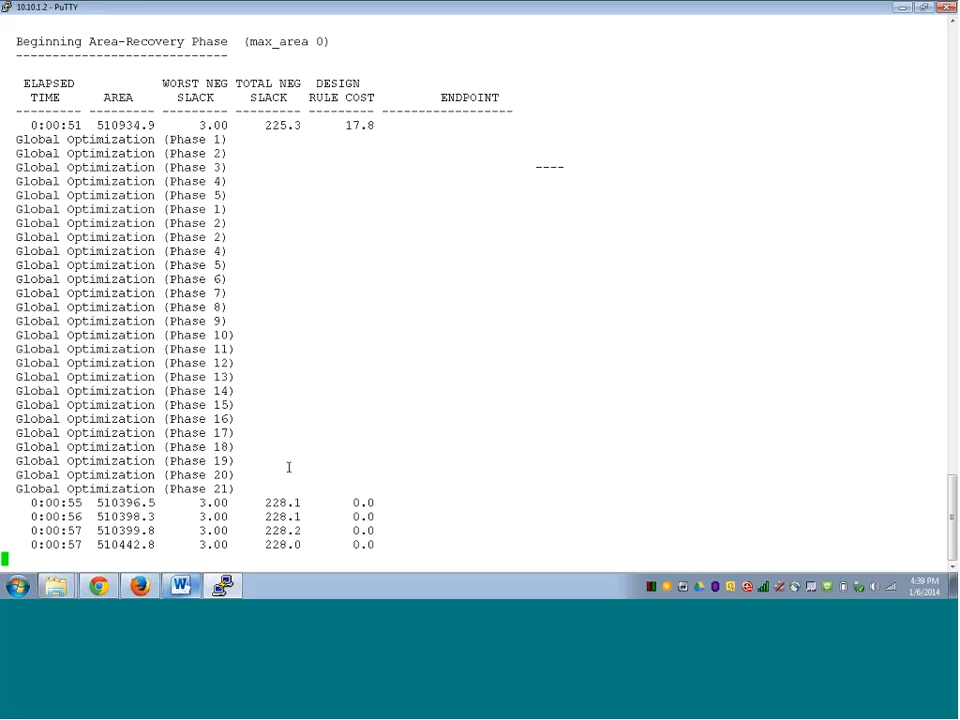 10.10.1.2 - PuTTY
Beginning Area-Recovery Phase  (max_area 0)
-----------------------------
ELAPSED            WORST NEG TOTAL NEG  DESIGN
TIME      AREA      SLACK     SLACK   RULE COST         ENDPOINT
--------- --------- --------- --------- --------- ------------------
0:00:51  510934.9      3.00     225.3      17.8
Global Optimization (Phase 1)
Global Optimization (Phase 2)
Global Optimization (Phase 3)
----
Global Optimization (Phase 4)
Global Optimization (Phase 5)
Global Optimization (Phase 1)
Global Optimization (Phase 2)
Global Optimization (Phase 2)
Global Optimization (Phase 4)
Global Optimization (Phase 5)
Global Optimization (Phase 6)
Global Optimization (Phase 7)
Global Optimization (Phase 8)
Global Optimization (Phase 9)
Global Optimization (Phase 10)
Global Optimization (Phase 11)
Global Optimization (Phase 12)
Global Optimization (Phase 13)
Global Optimization (Phase 14)
Global Optimization (Phase 15)
Global Optimization (Phase 16)
Global Optimization (Phase 17)
Global Optimization (Phase 18)
Global Optimization (Phase 19)
Global Optimization (Phase 20)
Global Optimization (Phase 21)
0:00:55  510396.5      3.00     228.1       0.0
0:00:56  510398.3      3.00     228.1       0.0
0:00:57  510399.8      3.00     228.2       0.0
0:00:57  510442.8      3.00     228.0       0.0
4:39 PM
1/6/2014